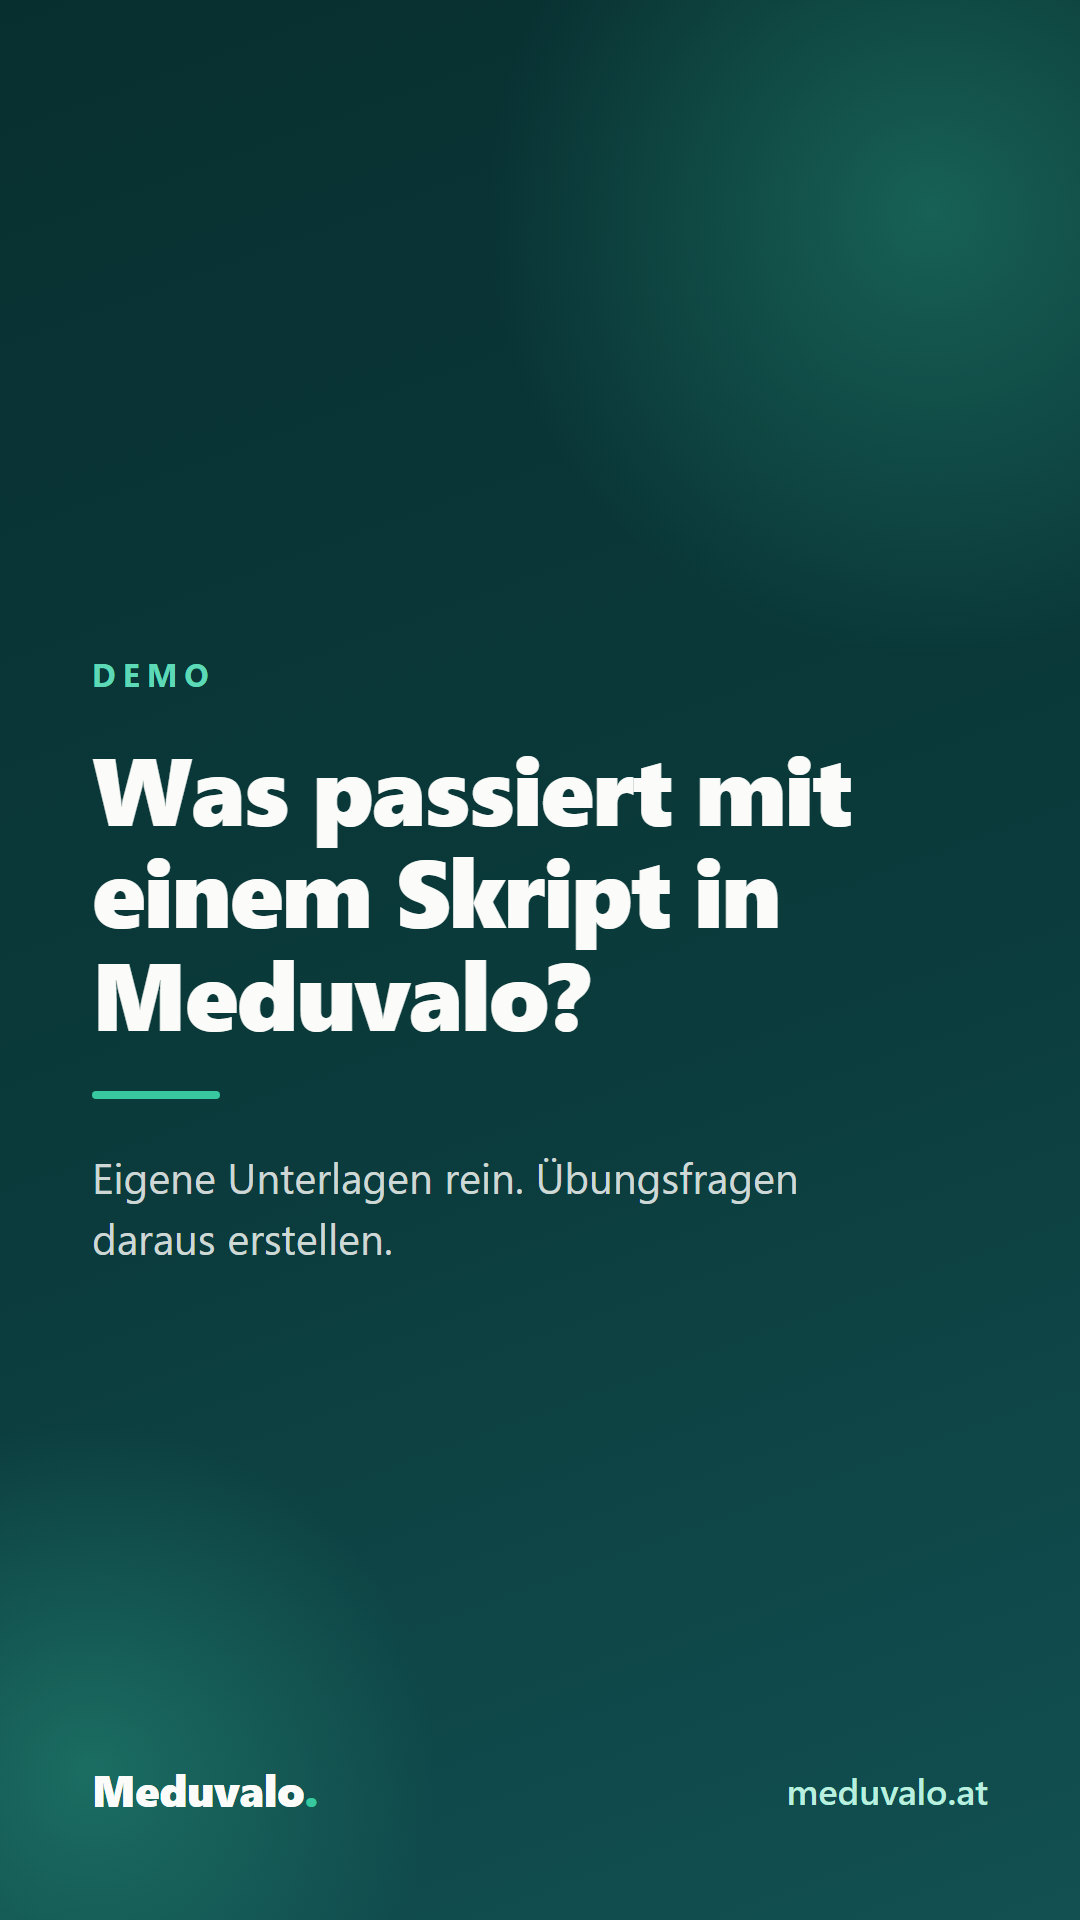 DEMO
Was passiert mit
einem Skript in
Meduvalo?
Eigene Unterlagen rein. Übungsfragen
daraus erstellen.
Meduvalo.
meduvalo.at